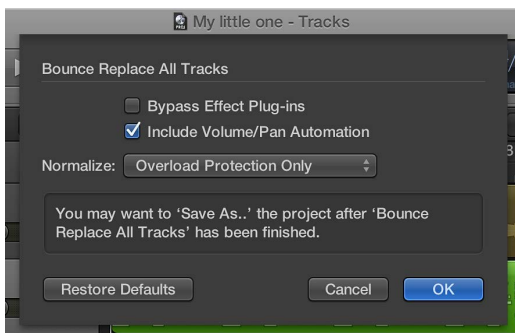 My little one - Tracks
Bounce Replace All Tracks
Bypass Effect Plug-ins
Include Volume/Pan Automation
Normalize: Overload Protection Only
You may want to 'Save As..' the project after 'Bounce
Replace All Tracks' has been finished.
Restore Defaults Cancel OK